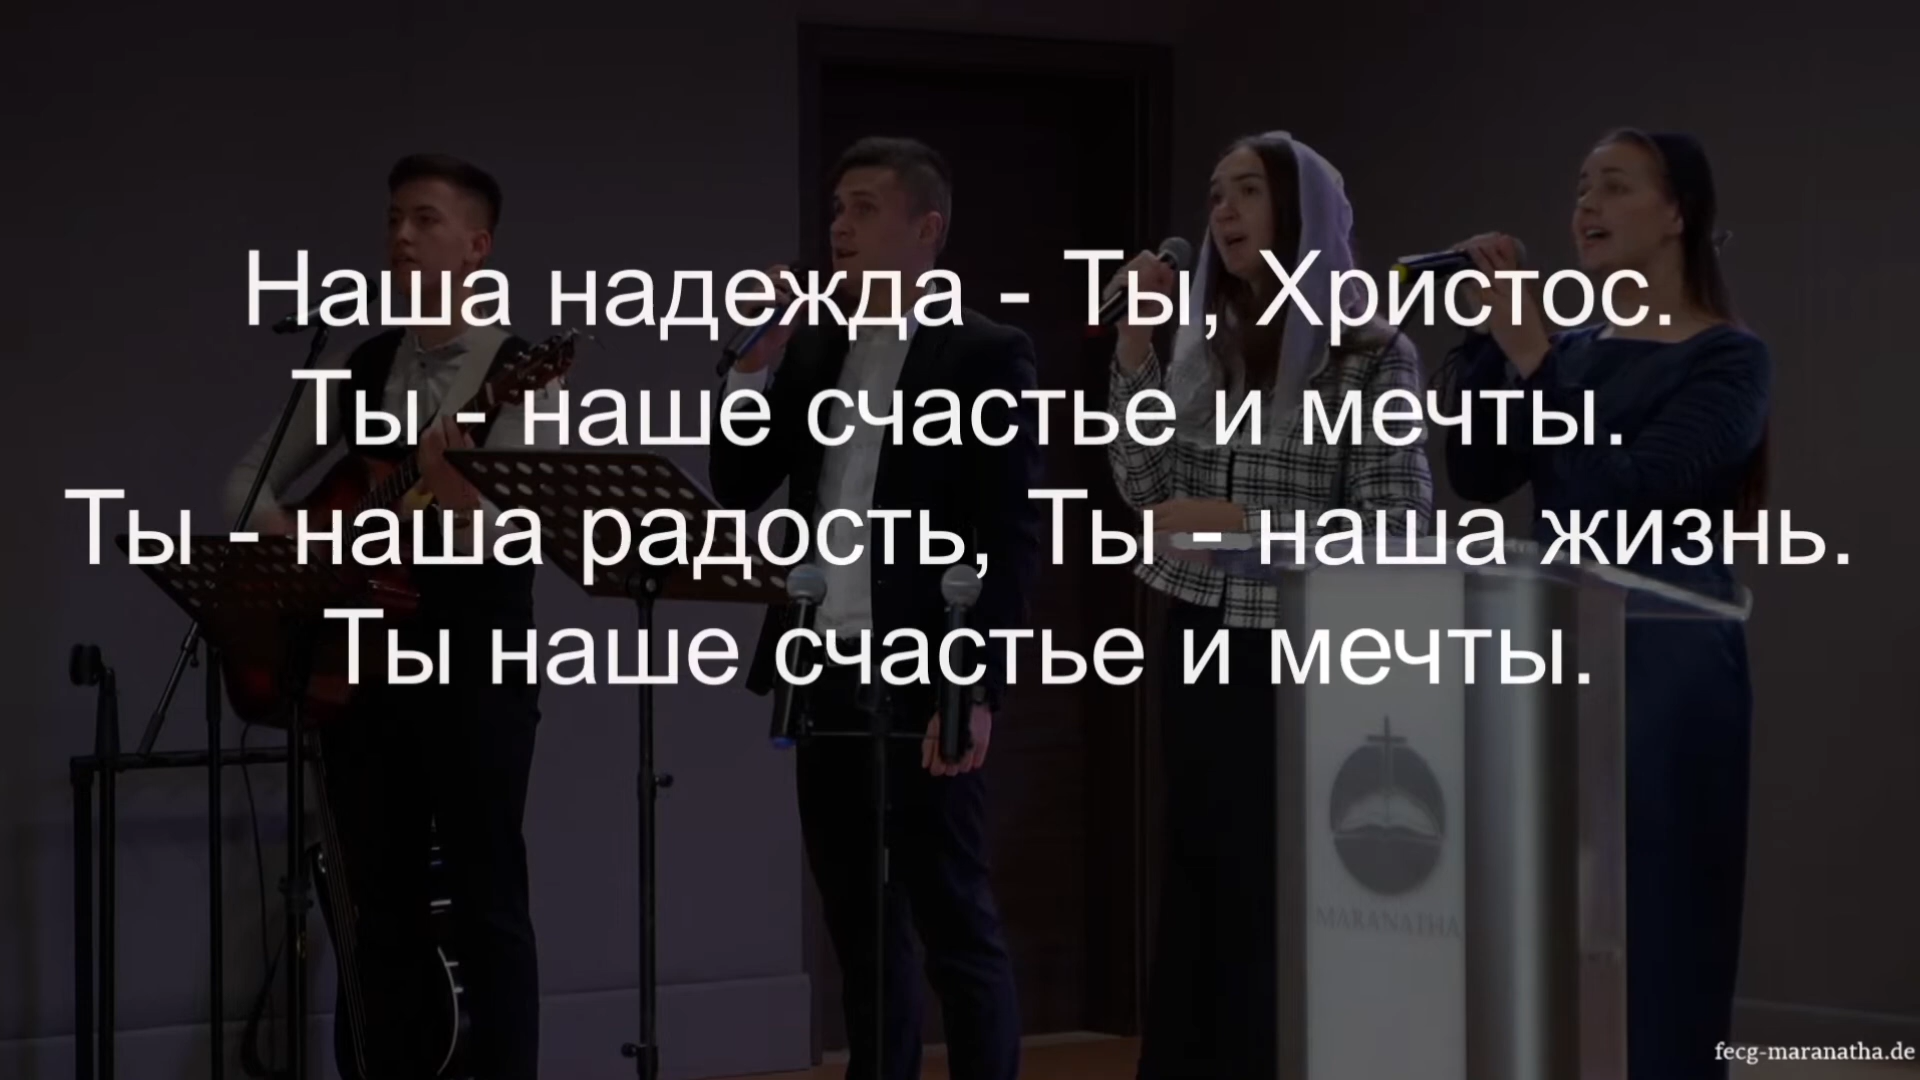 Наша надежда - Ты, Христос.
Ты - наше счастье и мечты.
Ты - наша радость, Ты - наша жизнь.
Ты наше счастье и мечты.
MARANATHA
fecg-maranatha.de